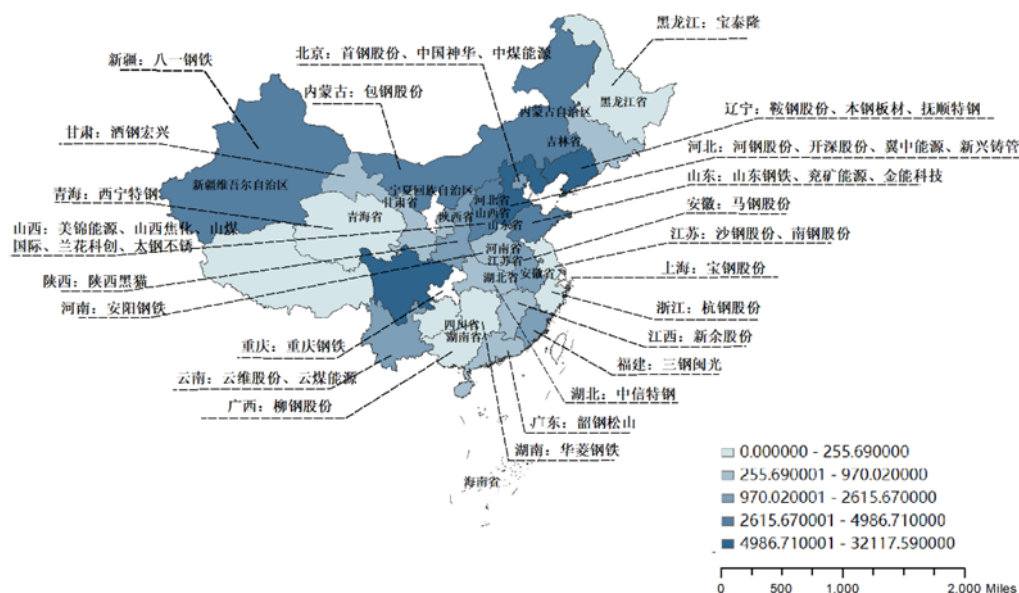 黑龙江：宝泰隆
北京：首钢股份、中国神华、中煤能源
新疆：八一钢铁
内蒙古：包钢股份
黑龙江省
辽宁：鞍钢股份、本钢板材、抚顺特钢
内蒙古自治区
甘肃：酒钢宏兴
吉林省
河北：河钢股份、开深股份、冀中能源、新兴铸管
山东：山东钢铁、兖矿能源、金能科技
新疆维吾尔自治区
宁夏回族自治区
青海：西宁特钢
甘肃省
河北省
安徽：马钢股份
青海省
陕西省
山西省
山东省
山西：美锦能源、山西焦化、山煤
国际、兰花科创、太钢不锈
江苏：沙钢股份、南钢股份
河南省
江苏省
上海：宝钢股份
陕西：陕西黑猫
湖北省
安徽省
河南：安阳钢铁
浙江：杭钢股份
四川省
湖南省
江西：新余股份
重庆：重庆钢铁
福建：三钢闽光
云南：云维股份、云煤能源
湖北：中信特钢
广西：柳钢股份
广东：韶钢松山
湖南：华菱钢铁
海南省
0.000000 - 255.690000
255.690001 - 970.020000
970.020001 - 2615.670000
2615.670001 - 4986.710000
4986.710001 - 32117.590000
0 500 1,000 2,000 Miles